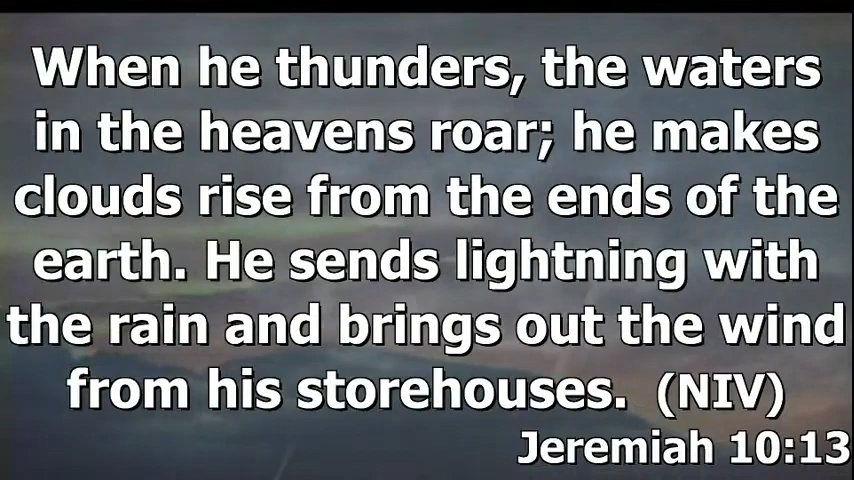 When he thunders, the waters
in the heavens roar; he makes
clouds rise from the ends of the
earth. He sends lightning with
the rain and brings out the wind
from his storehouses. (NIV)
Jeremiah 10:13